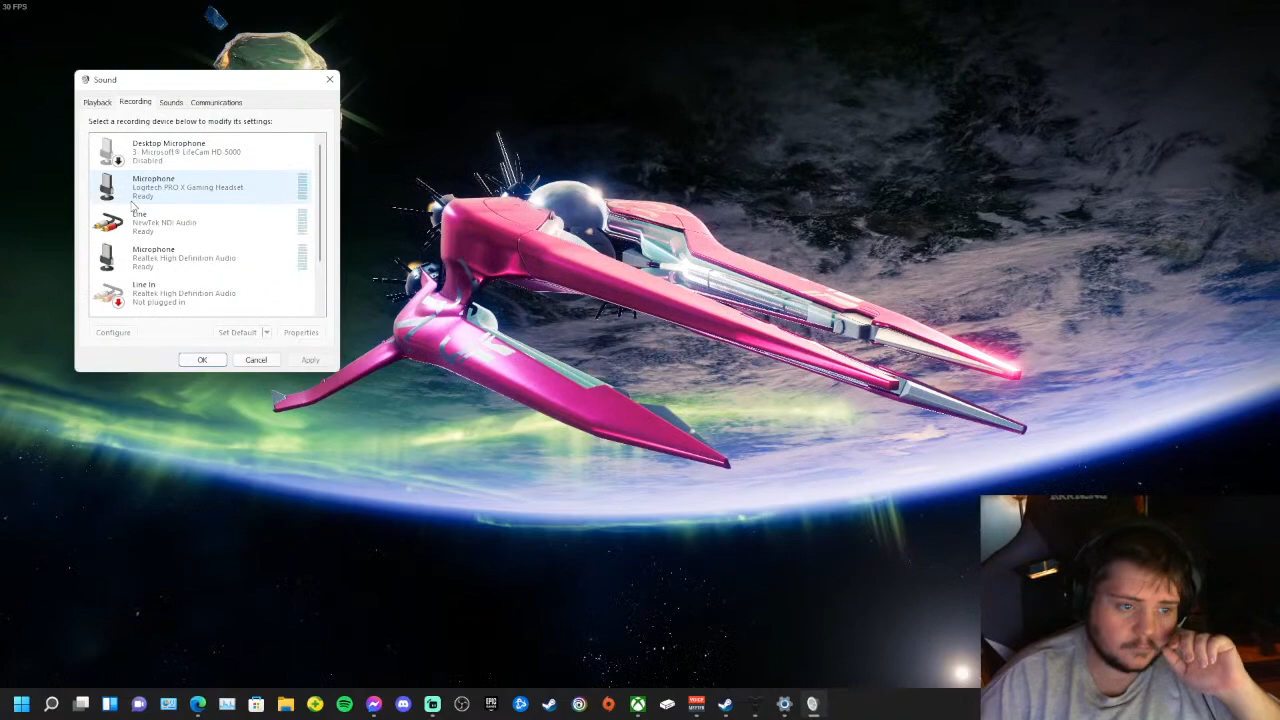 30 FPS
Sound
Playback Recording Sounds Communications
Select a recording device below to modify its settings:
Desktop Microphone
3- Microsoft® LifeCam HD-5000
Disabled
Microphone
Logitech PRO X Gaming Headset
Ready
Line
NewTek NDI Audio
Ready
Microphone
Realtek High Definition Audio
Ready
Line In
Realtek High Definition Audio
Not plugged in
Configure Set Default Properties
OK Cancel Apply
EPIC